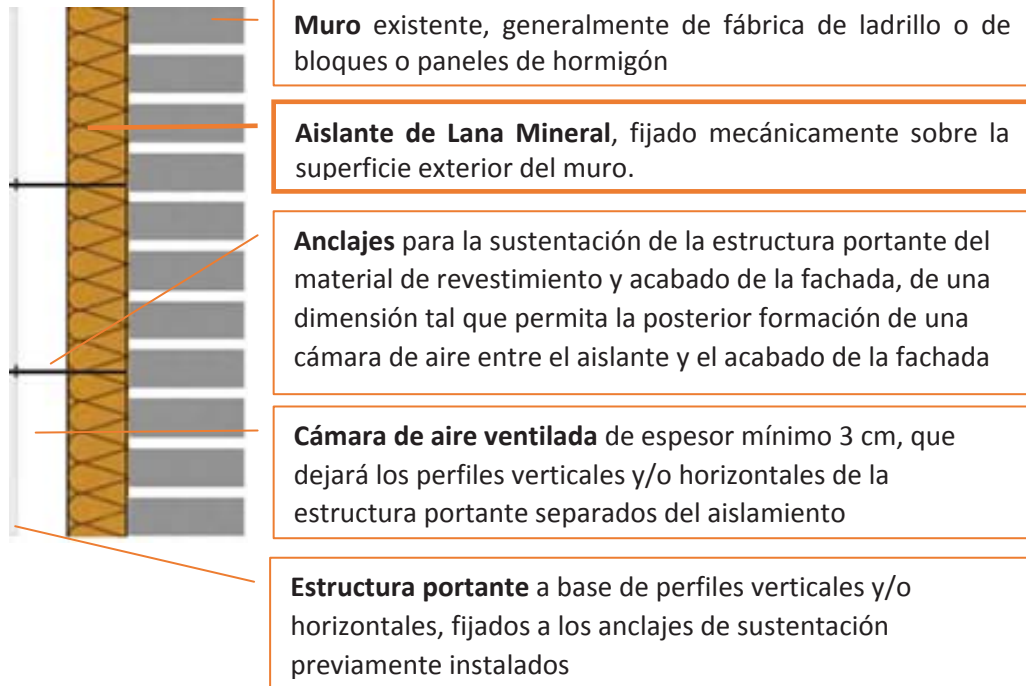 Muro existente, generalmente de fábrica de ladrillo o de
bloques o paneles de hormigón
Aislante de Lana Mineral, fijado mecánicamente sobre la
superficie exterior del muro.
Anclajes para la sustentación de la estructura portante del
material de revestimiento y acabado de la fachada, de una
dimensión tal que permita la posterior formación de una
cámara de aire entre el aislante y el acabado de la fachada
Cámara de aire ventilada de espesor mínimo 3 cm, que
dejará los perfiles verticales y/o horizontales de la
estructura portante separados del aislamiento
Estructura portante a base de perfiles verticales y/o
horizontales, fijados a los anclajes de sustentación
previamente instalados